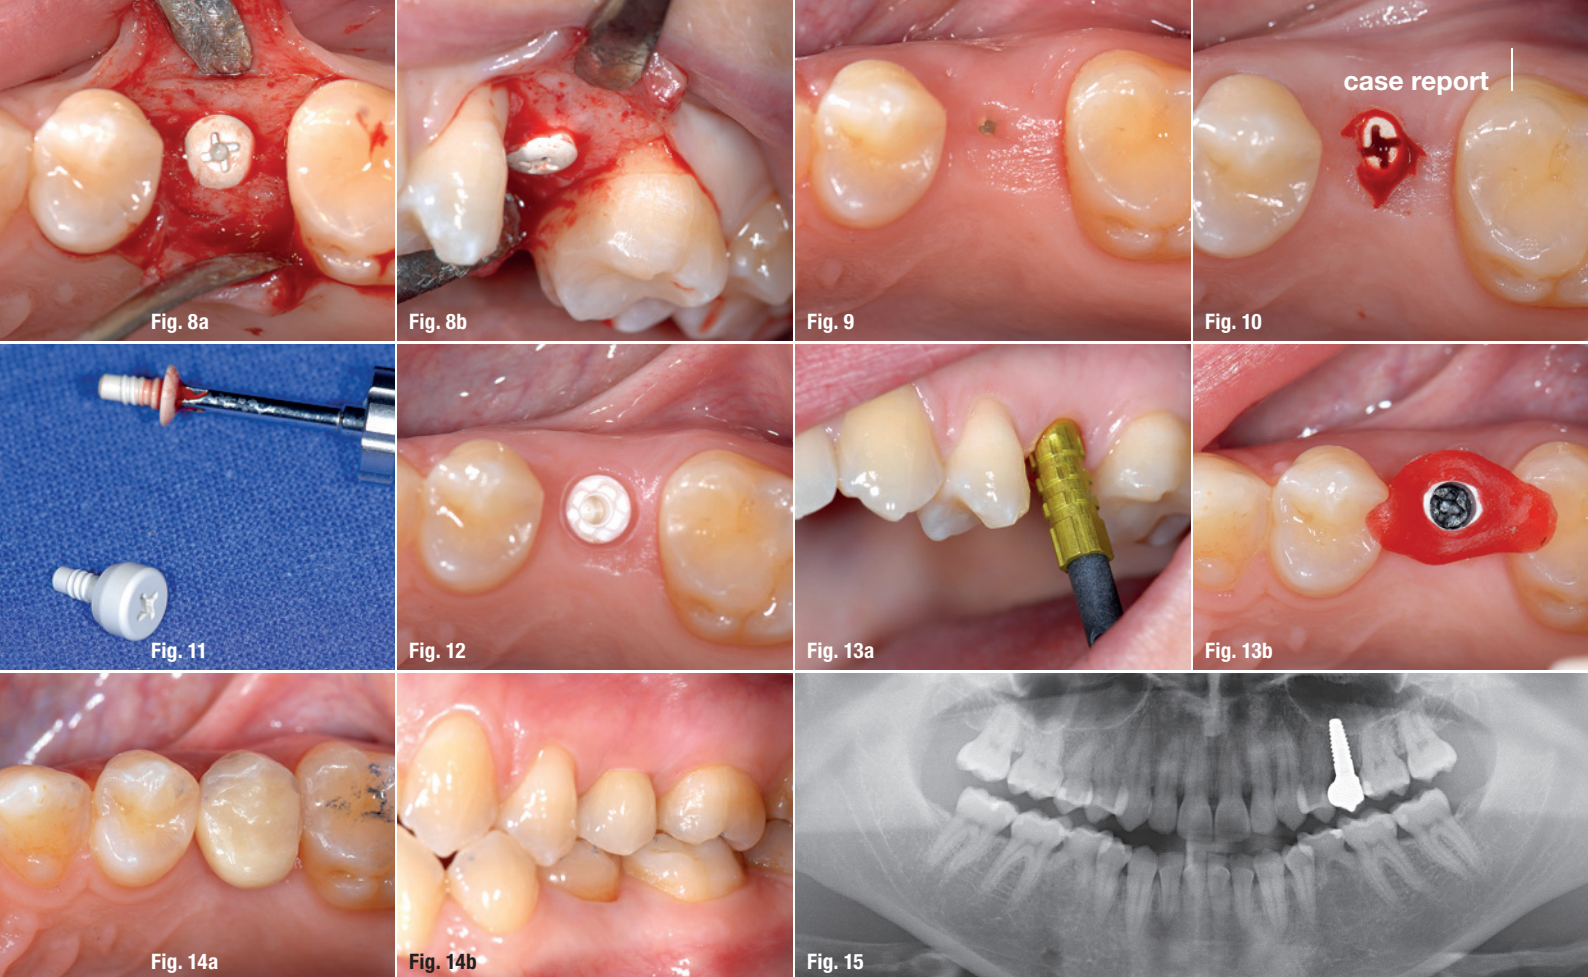 case report
Fig. 8a
Fig. 8b
Fig. 9
Fig. 10
Fig. 11
Fig. 12
Fig. 13a
Fig. 13b
Fig. 14a
Fig. 14b
Fig. 15